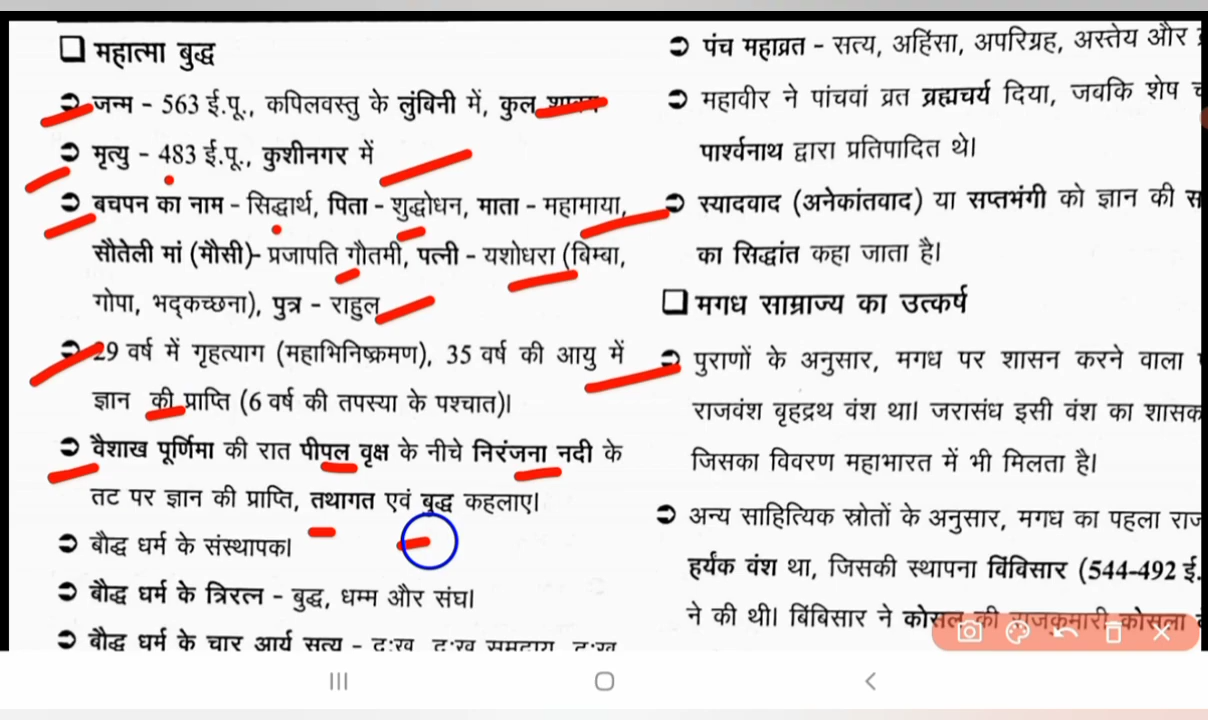 ❑ महात्मा बुद्ध
➲ जन्म - 563 ई.पू., कपिलवस्तु के लुंबिनी में, कुल शाक्य
➲ मृत्यु - 483 ई.पू., कुशीनगर में
➲ बचपन का नाम - सिद्धार्थ, पिता - शुद्धोधन, माता - महामाया,
सौतेली मां (मौसी)- प्रजापति गौतमी, पत्नी - यशोधरा (बिम्बा,
गोपा, भद्कच्छना), पुत्र - राहुल
➲ 29 वर्ष में गृहत्याग (महाभिनिष्क्रमण), 35 वर्ष की आयु में
ज्ञान की प्राप्ति (6 वर्ष की तपस्या के पश्चात)।
➲ वैशाख पूर्णिमा की रात पीपल वृक्ष के नीचे निरंजना नदी के
तट पर ज्ञान की प्राप्ति, तथागत एवं बुद्ध कहलाए।
➲ बौद्ध धर्म के संस्थापक।
➲ बौद्ध धर्म के त्रिरत्न - बुद्ध, धम्म और संघ।
➲ बौद्ध धर्म के चार आर्य सत्य - दुःख, दुःख समुदाय, दुःख
➲ पंच महाव्रत - सत्य, अहिंसा, अपरिग्रह, अस्तेय और
➲ महावीर ने पांचवां व्रत ब्रह्मचर्य दिया, जबकि शेष
पार्श्वनाथ द्वारा प्रतिपादित थे।
➲ स्यादवाद (अनेकांतवाद) या सप्तभंगी को ज्ञान की
का सिद्धांत कहा जाता है।
❑ मगध साम्राज्य का उत्कर्ष
➲ पुराणों के अनुसार, मगध पर शासन करने वाला
राजवंश वृहद्रथ वंश था। जरासंध इसी वंश का शासक
जिसका विवरण महाभारत में भी मिलता है।
➲ अन्य साहित्यिक स्रोतों के अनुसार, मगध का पहला राज
हर्यंक वंश था, जिसकी स्थापना विंबिसार (544-492 ई.
ने की थी। बिंबिसार ने कोसल की राजकुमारी कोसला